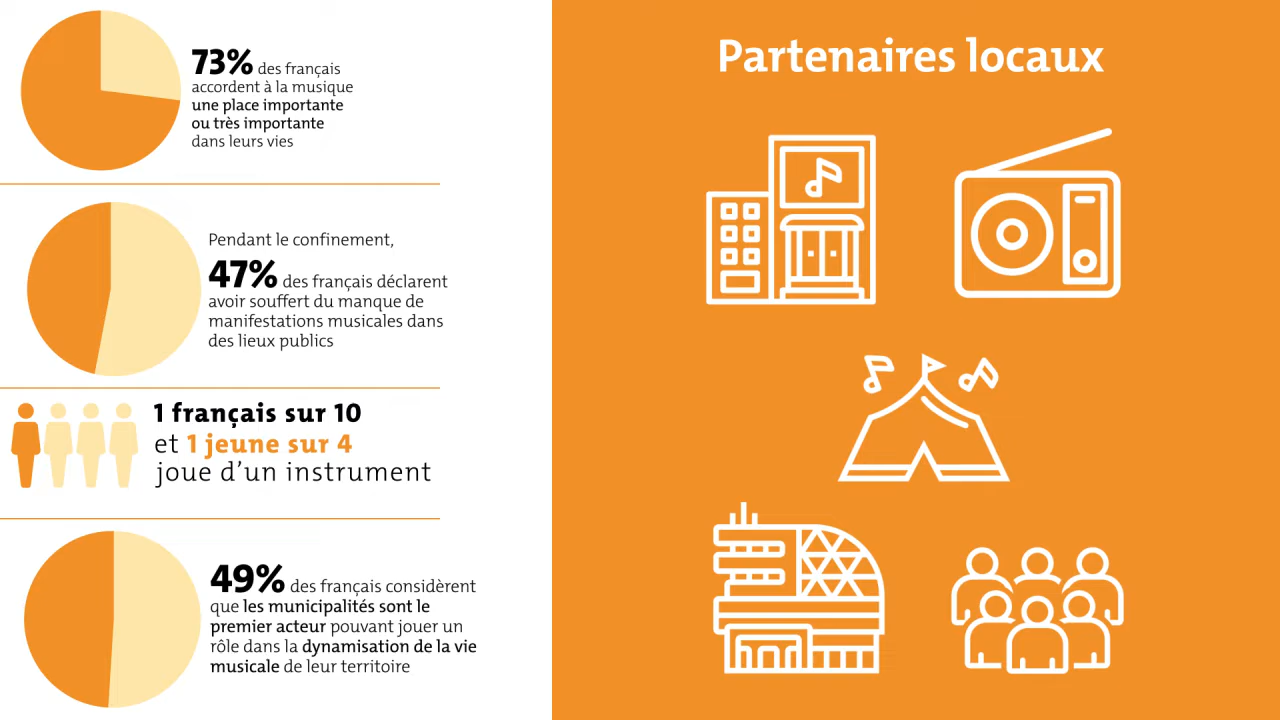 73% des français
accordent à la musique
une place importante
ou très importante
dans leurs vies
Pendant le confinement,
47% des français déclarent
avoir souffert du manque de
manifestations musicales dans
des lieux publics
1 français sur 10
et 1 jeune sur 4
joue d'un instrument
49% des français considèrent
que les municipalités sont le
premier acteur pouvant jouer un
rôle dans la dynamisation de la vie
musicale de leur territoire
Partenaires locaux